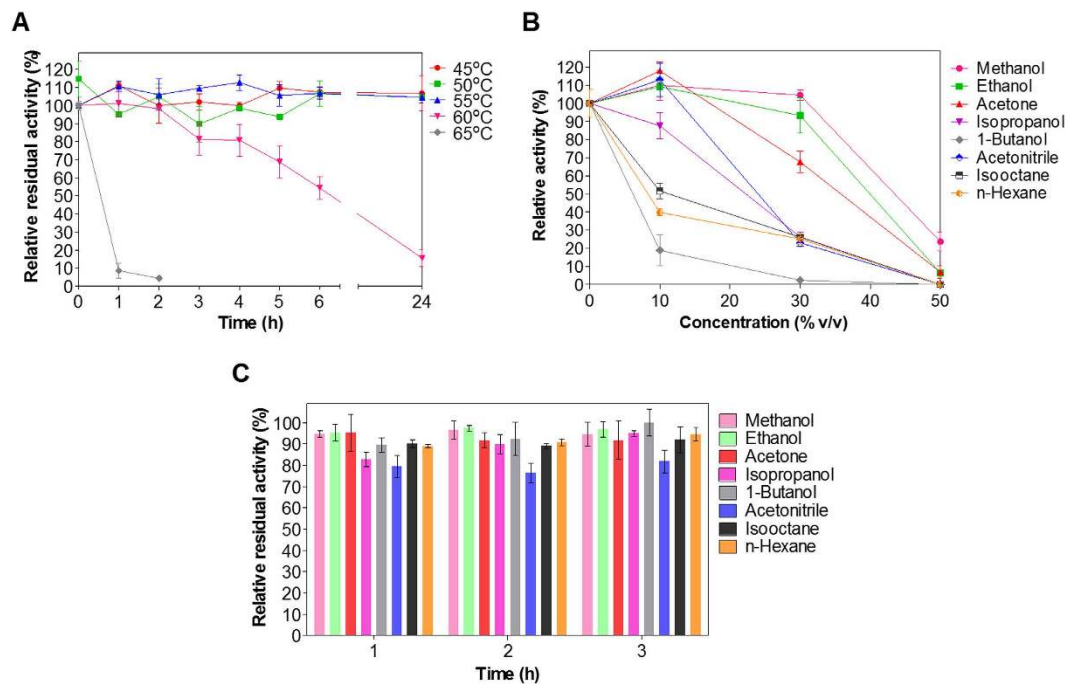 A
Relative residual activity (%)
120
110
100
90
80
70
60
50
40
30
20
10
0
0 1 2 3 4 5 6 24
Time (h)
45ºC
50ºC
55ºC
60ºC
65ºC
B
Relative activity (%)
120
110
100
90
80
70
60
50
40
30
20
10
0
0 10 20 30 40 50
Concentration (% v/v)
Methanol
Ethanol
Acetone
Isopropanol
1-Butanol
Acetonitrile
Isooctane
n-Hexane
C
Relative residual activity (%)
100
90
80
70
60
50
40
30
20
10
0
1 2 3
Time (h)
Methanol
Ethanol
Acetone
Isopropanol
1-Butanol
Acetonitrile
Isooctane
n-Hexane